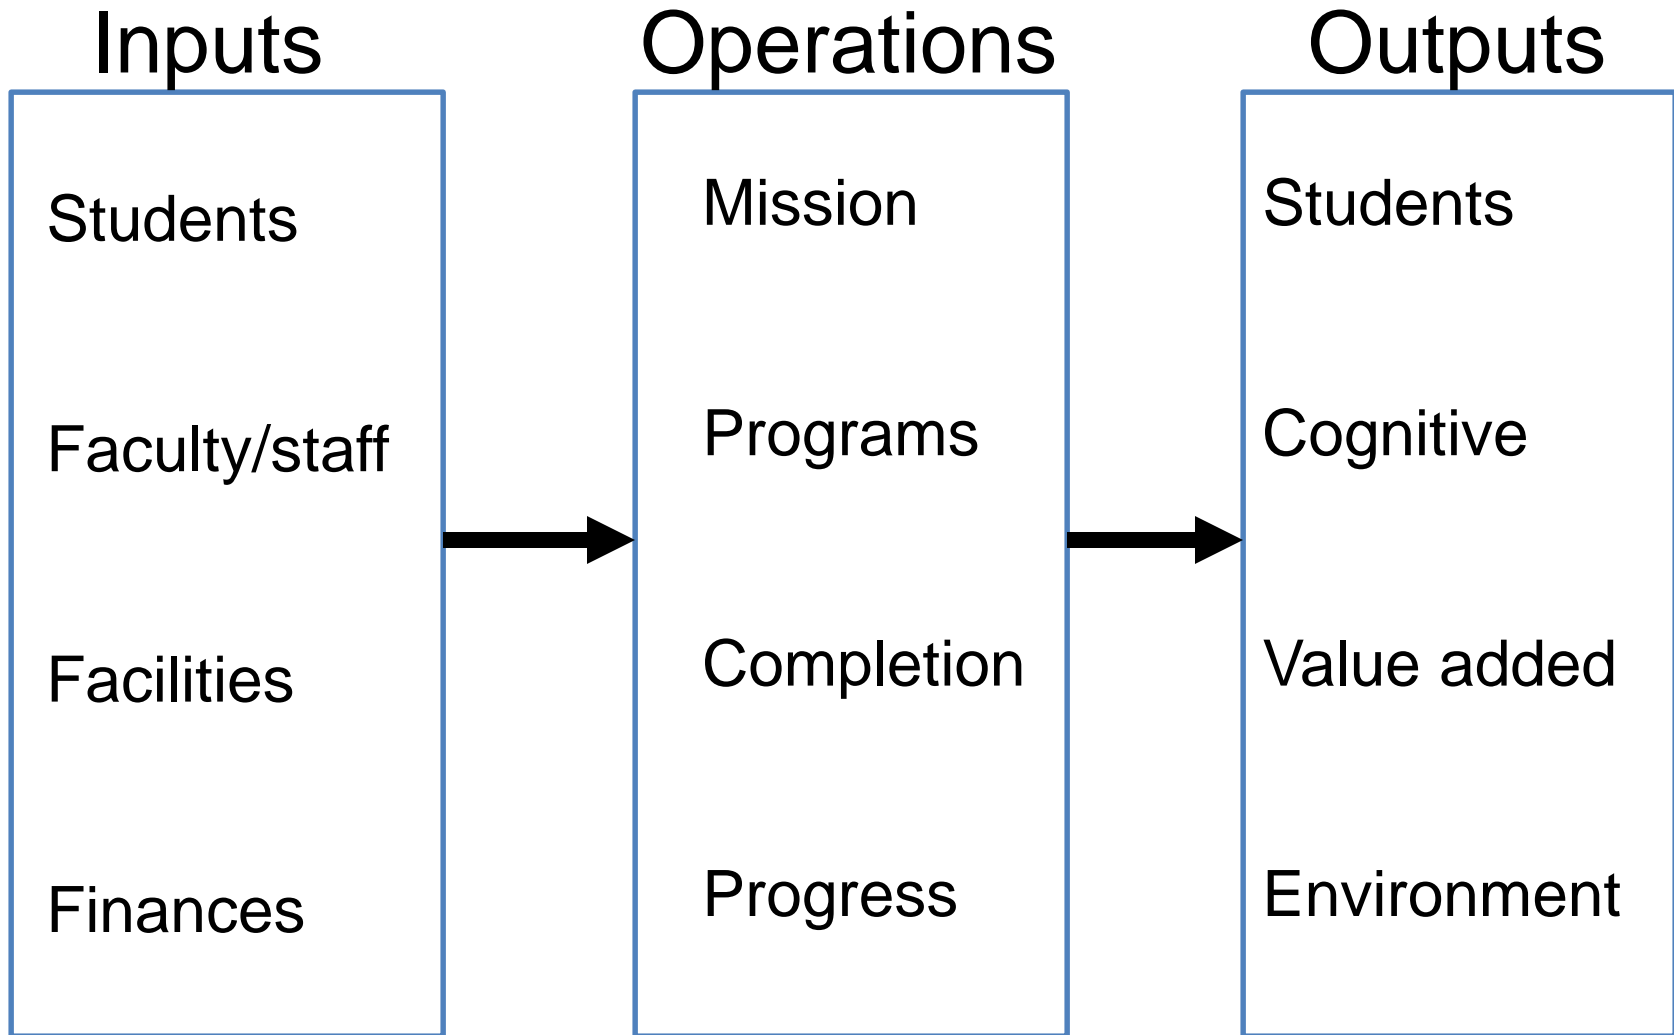 Inputs
Students
Faculty/staff
Facilities
Finances
Operations
Mission
Programs
Completion
Progress
Outputs
Students
Cognitive
Value added
Environment